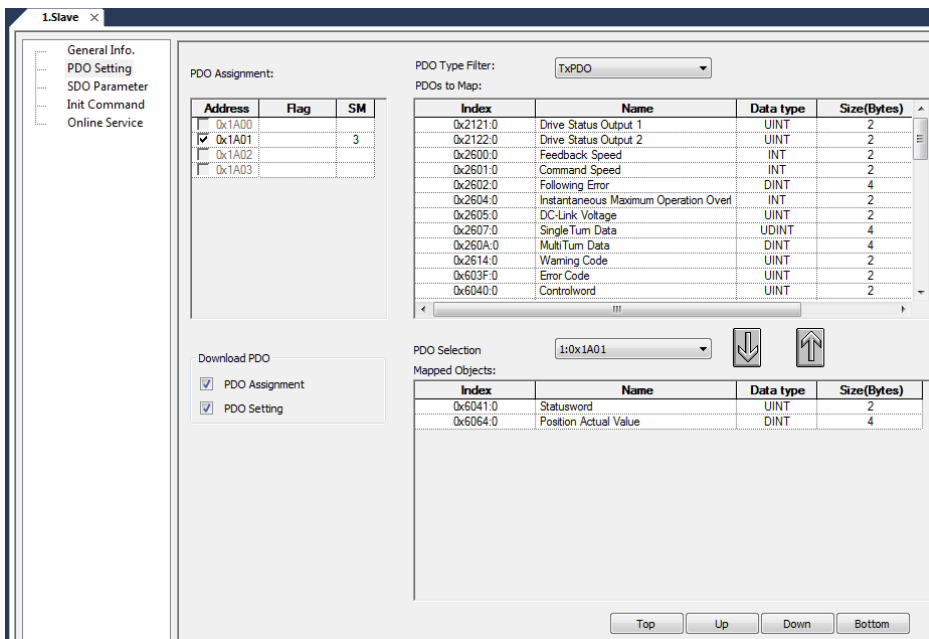 1.Slave ×
General Info.
PDO Setting
SDO Parameter
Init Command
Online Service
PDO Assignment:
Address Flag SM
0x1A00
0x1A01 3
0x1A02
0x1A03
Download PDO
PDO Assignment
PDO Setting
PDO Type Filter: TxPDO
PDOs to Map:
Index Name Data type Size(Bytes)
0x2121:0 Drive Status Output 1 UINT 2
0x2122:0 Drive Status Output 2 UINT 2
0x2600:0 Feedback Speed INT 2
0x2601:0 Command Speed INT 2
0x2602:0 Following Error DINT 4
0x2604:0 Instantaneous Maximum Operation Overl INT 2
0x2605:0 DC-Link Voltage UINT 2
0x2607:0 SingleTurn Data UDINT 4
0x260A:0 MultiTurn Data DINT 4
0x2614:0 Warning Code UINT 2
0x603F:0 Error Code UINT 2
0x6040:0 Controlword UINT 2
PDO Selection 1:0x1A01
Mapped Objects:
Index Name Data type Size(Bytes)
0x6041:0 Statusword UINT 2
0x6064:0 Position Actual Value DINT 4
Top Up Down Bottom